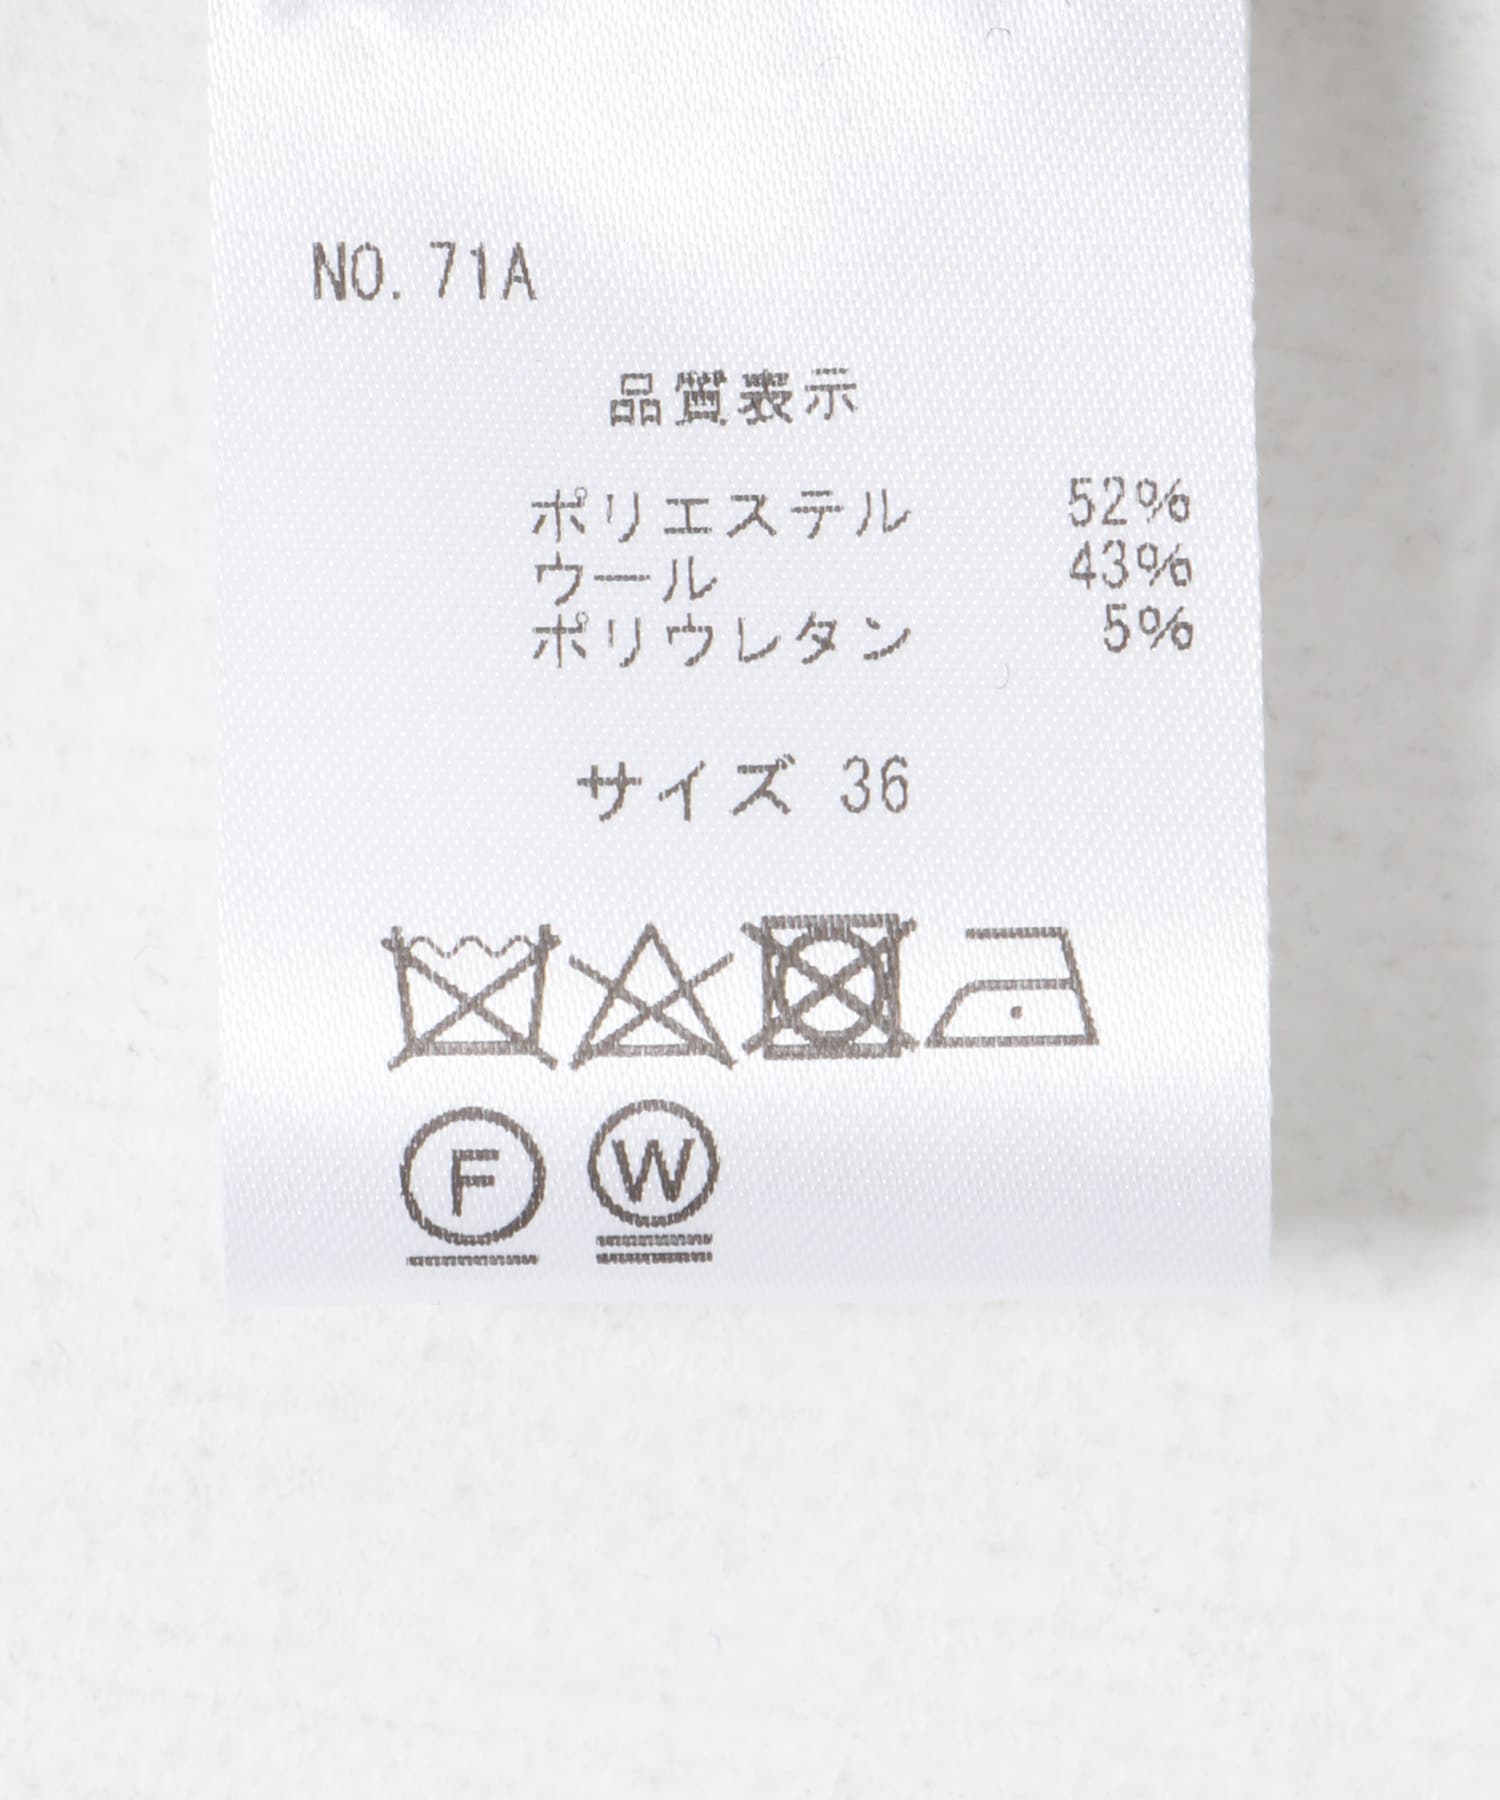 NO. 71A
品質表示
ポリエステル 52%
ウール 43%
ポリウレタン 5%
サイズ 36
F W